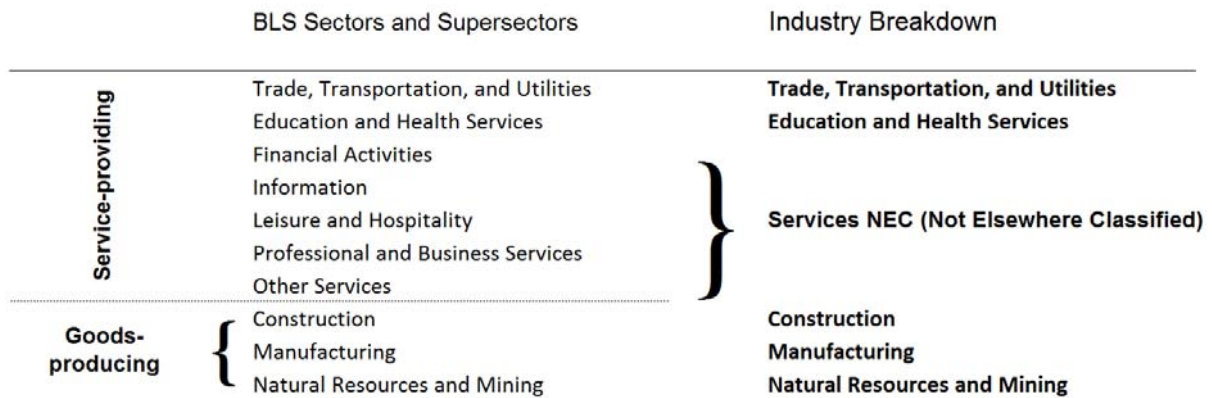 BLS Sectors and Supersectors Industry Breakdown
Service-providing
Trade, Transportation, and Utilities Trade, Transportation, and Utilities
Education and Health Services Education and Health Services
Financial Activities
Information
Leisure and Hospitality Services NEC (Not Elsewhere Classified)
Professional and Business Services
Other Services
Goods-
producing
Construction Construction
Manufacturing Manufacturing
Natural Resources and Mining Natural Resources and Mining